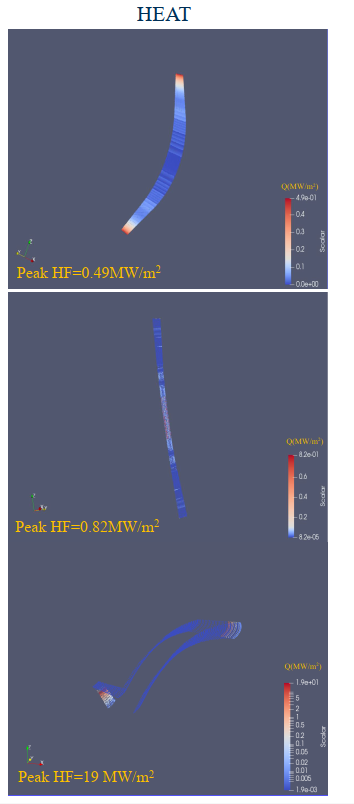 HEAT
Q(MW/m²)
4.9e-01
0.4
0.3
0.2
0.1
0.0e+00
Scalar
Peak HF=0.49MW/m²
Q(MW/m²)
8.2e-01
0.6
0.4
0.2
8.2e-05
Scalar
Peak HF=0.82MW/m²
Q(MW/m²)
1.9e+01
5
2
1
0.5
0.2
0.1
0.05
0.02
0.01
0.005
1.9e-03
Scalar
Peak HF=19 MW/m²